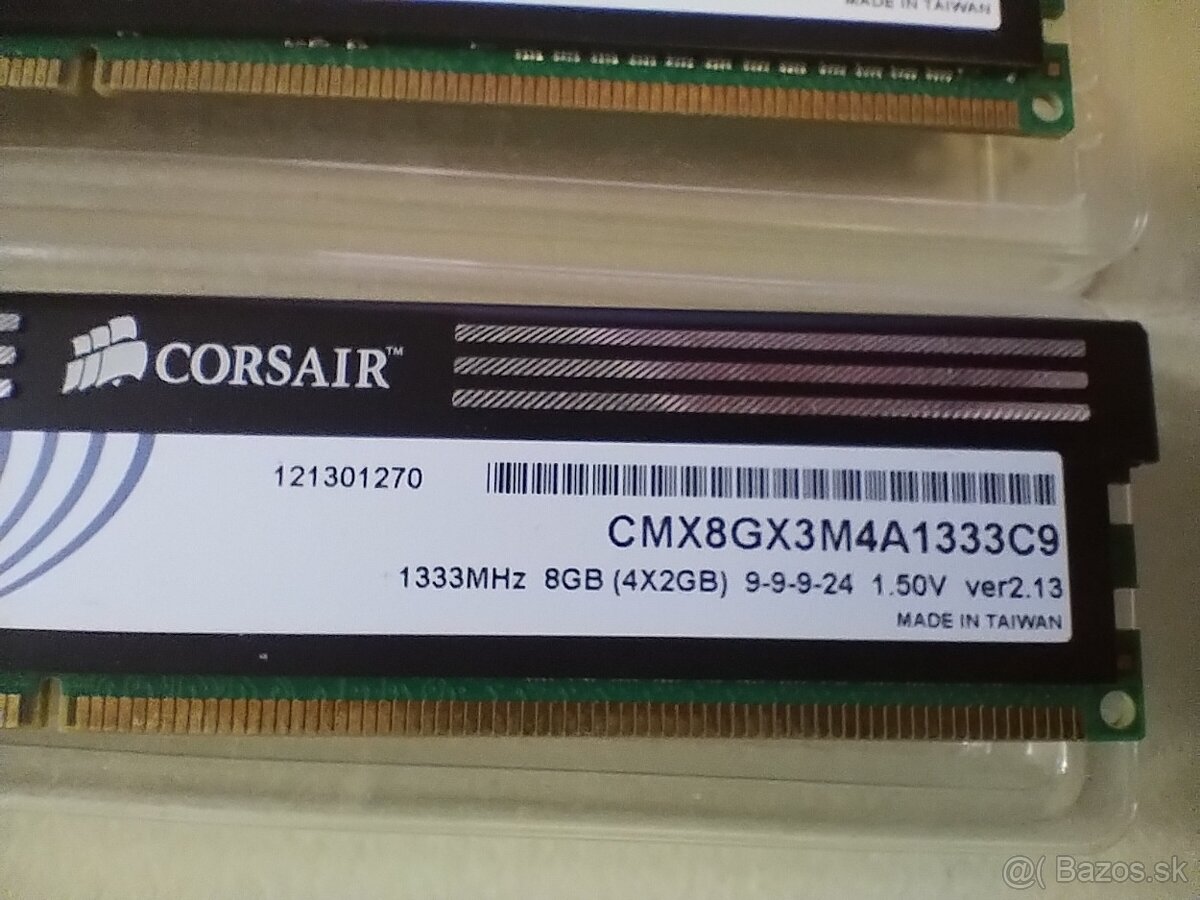 MADE IN TAIWAN
CORSAIR™
121301270
CMX8GX3M4A1333C9
1333MHz 8GB (4X2GB) 9-9-9-24 1.50V ver2.13
MADE IN TAIWAN
@( Bazos.sk